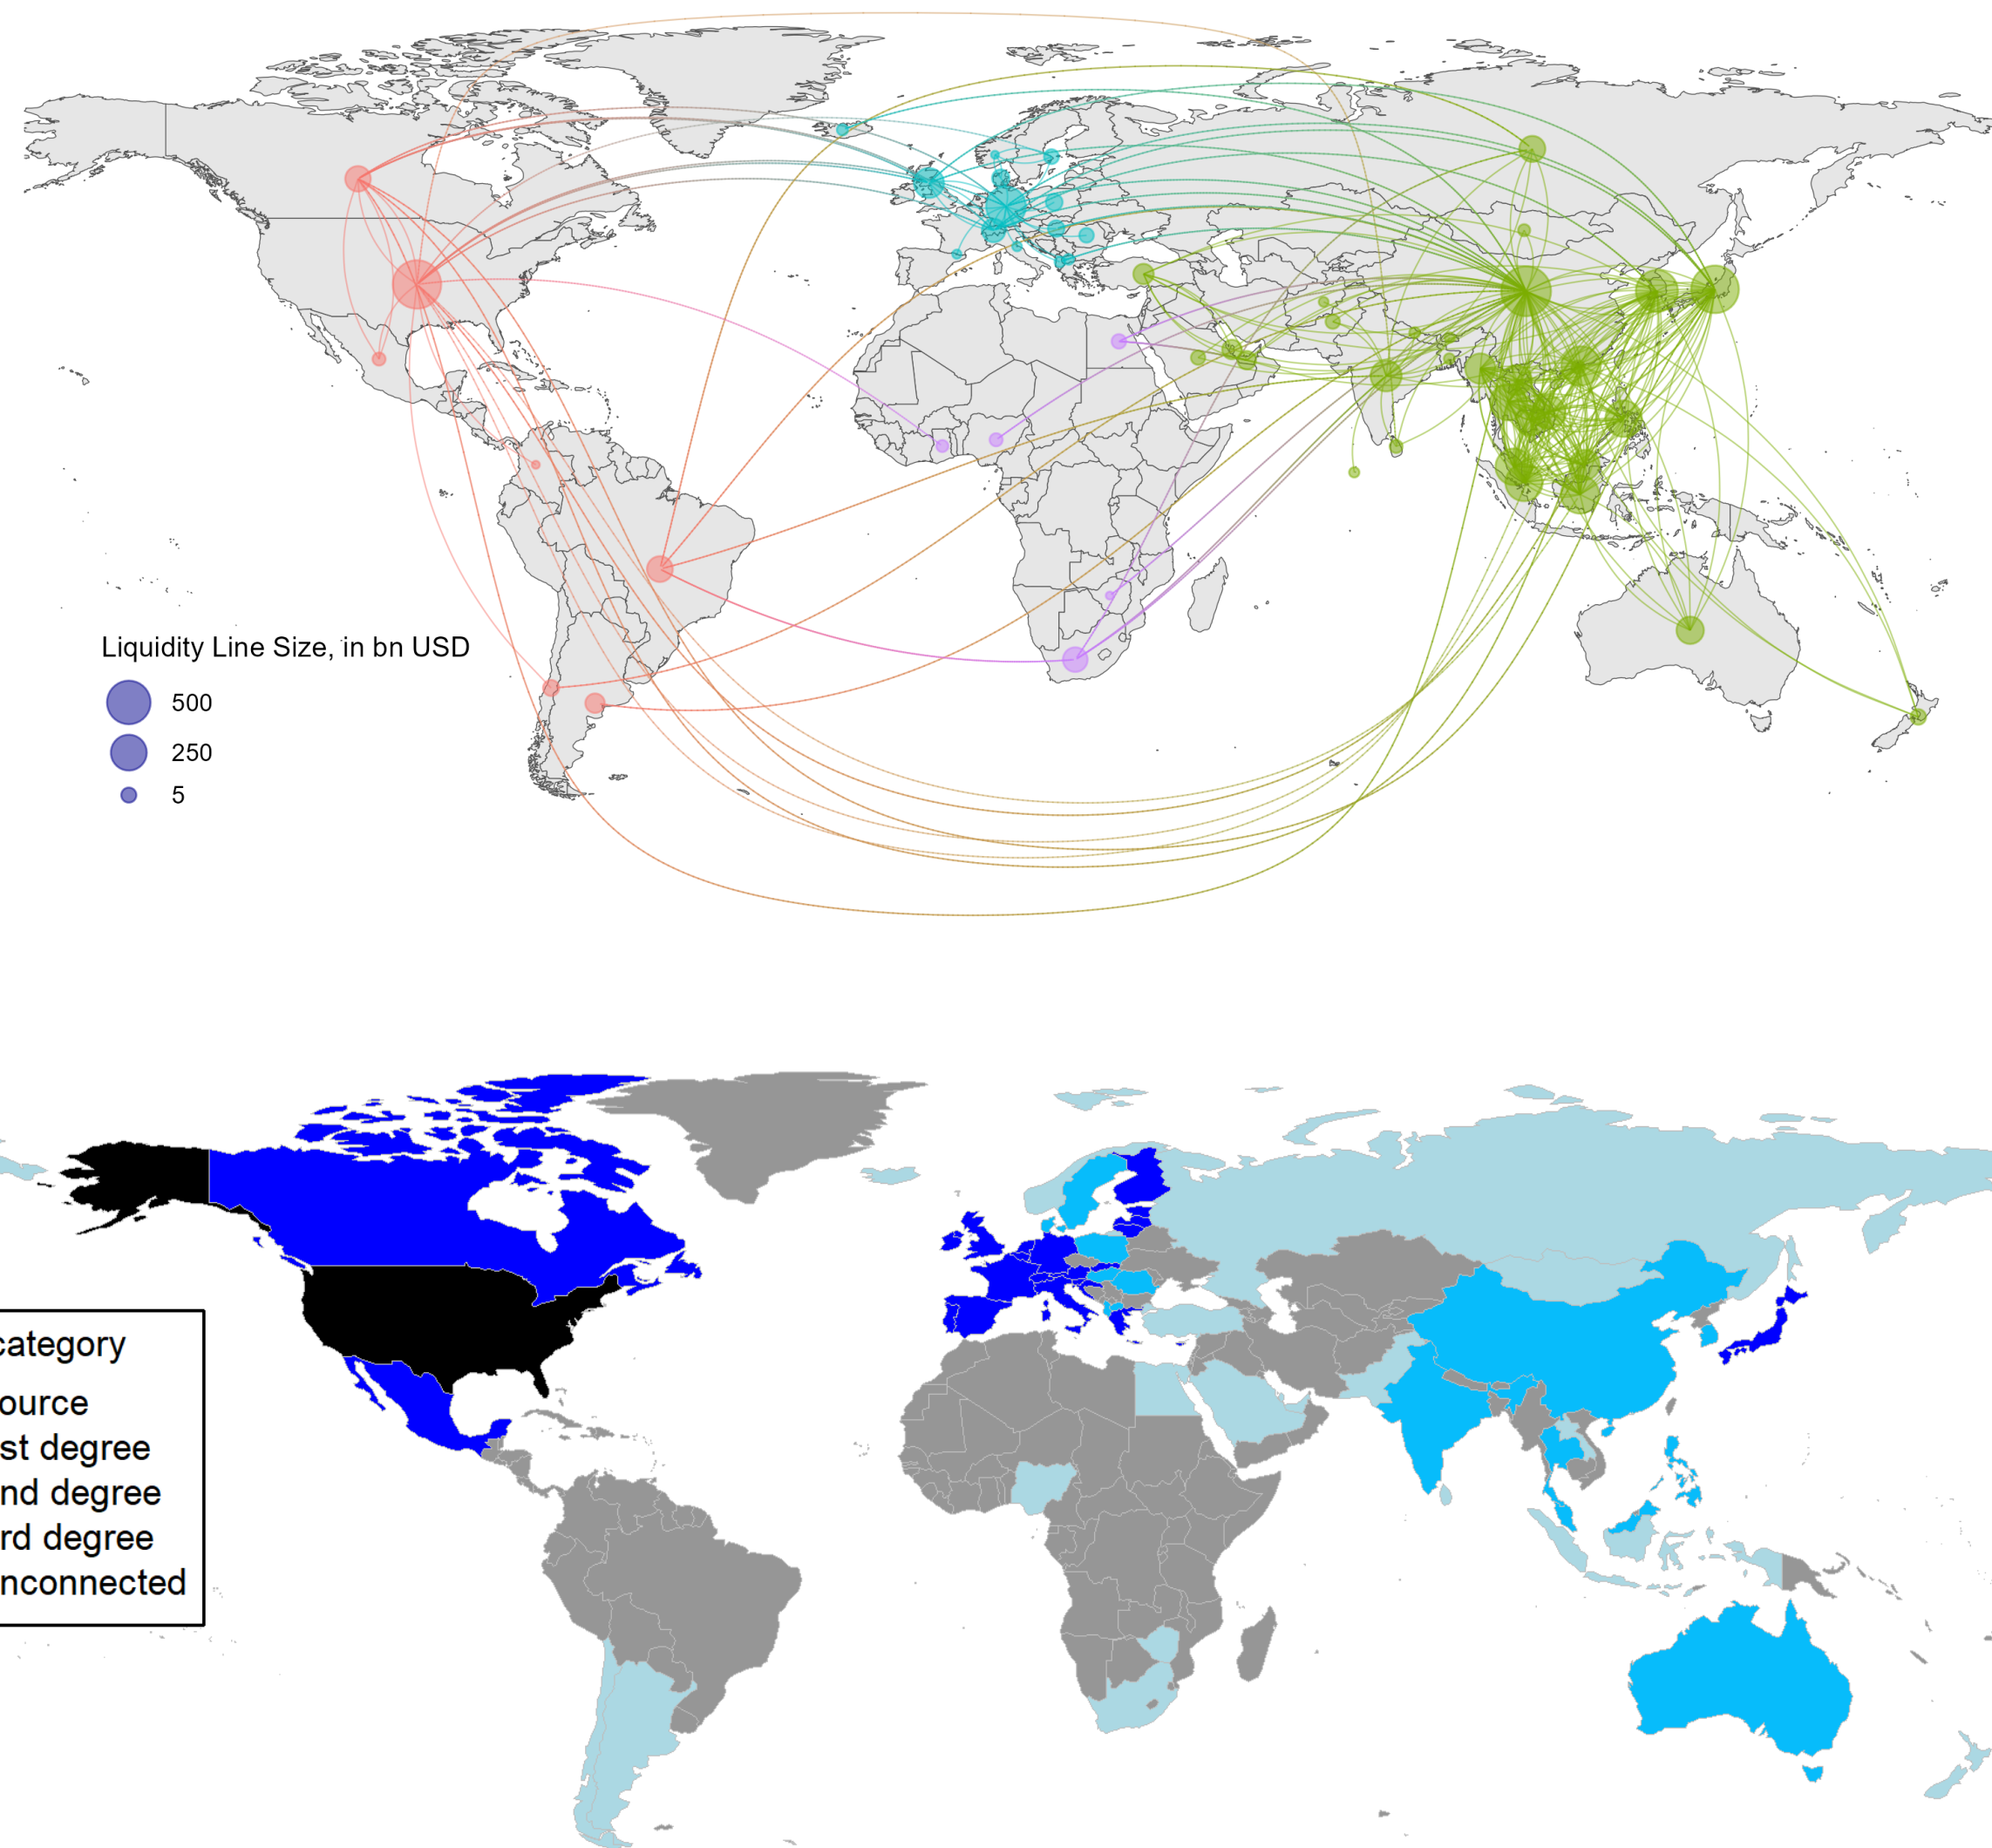 Liquidity Line Size, in bn USD
500
250
5
category
ource
st degree
nd degree
rd degree
nconnected